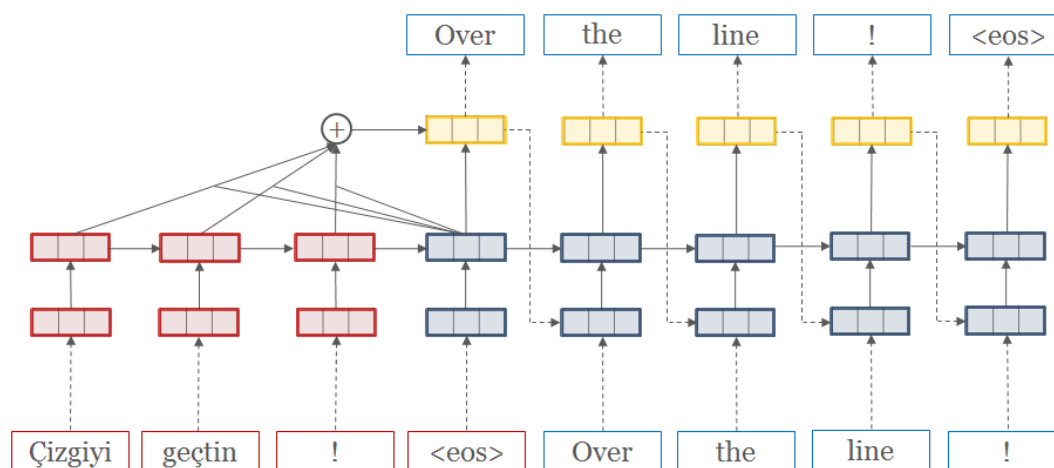 Over the line ! <eos>
+
Çizgiyi geçtin ! <eos> Over the line !